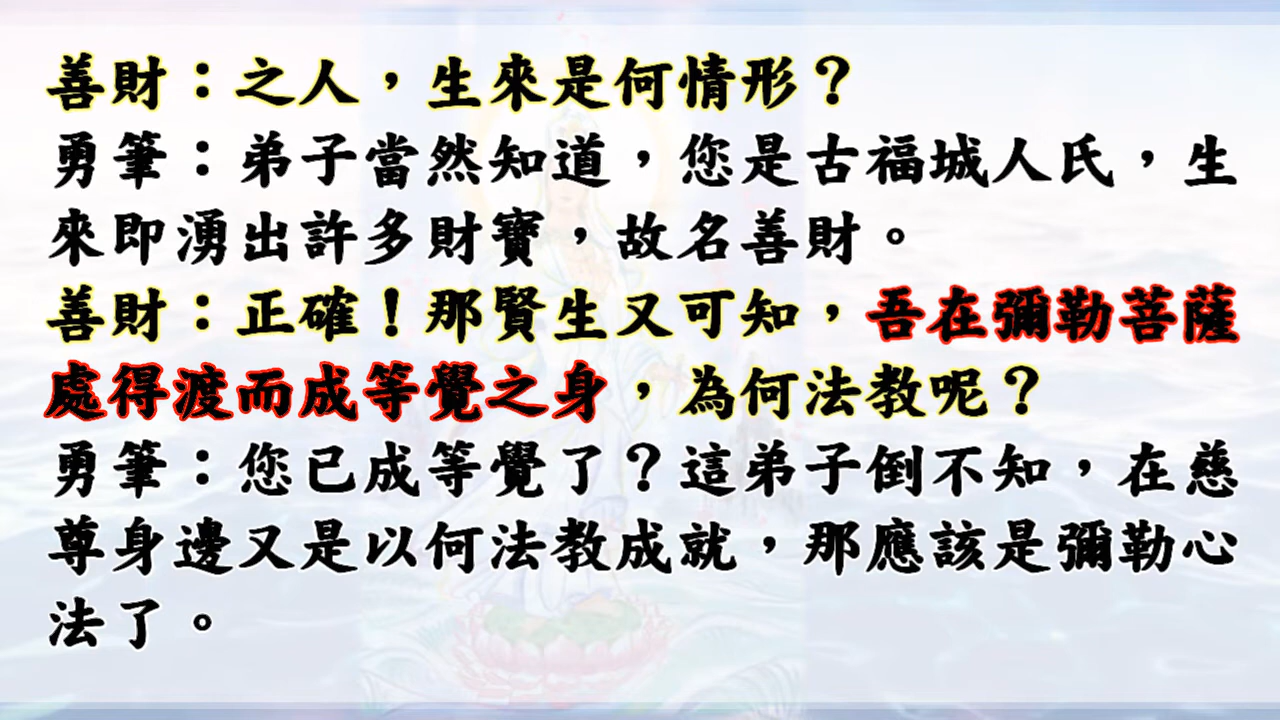 善財：之人，生來是何情形？
勇筆：弟子當然知道，您是古福城人氏，生
來即湧出許多財寶，故名善財。
善財：正確！那賢生又可知，吾在彌勒菩薩
處得渡而成等覺之身，為何法教呢？
勇筆：您已成等覺了？這弟子倒不知，在慈
尊身邊又是以何法教成就，那應該是彌勒心
法了。